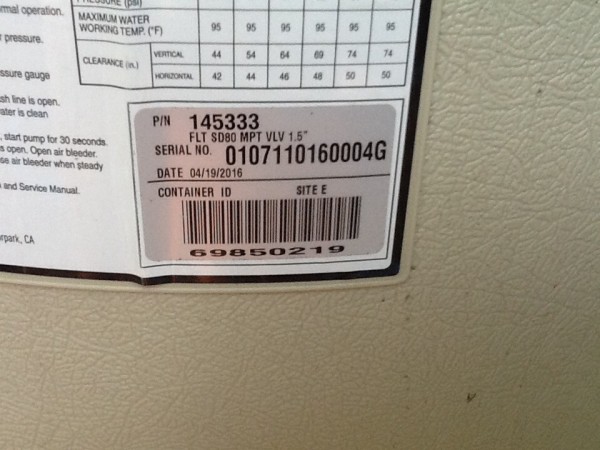 rmal operation.
r pressure.
ssure gauge
sh line is open.
ater is clean
, start pump for 30 seconds.
s open. Open air bleeder.
se air bleeder when steady
and Service Manual.
rpark, CA
PRESSURE (psi)
MAXIMUM WATER WORKING TEMP. (°F) 95 95 95 95 95 95
CLEARANCE (in.) VERTICAL 44 54 64 69 74 74
HORIZONTAL 42 44 46 48 50 50
P/N 145333
FLT SD80 MPT VLV 1.5"
SERIAL NO. 0107110160004G
DATE 04/19/2016
CONTAINER ID SITE E
69850219